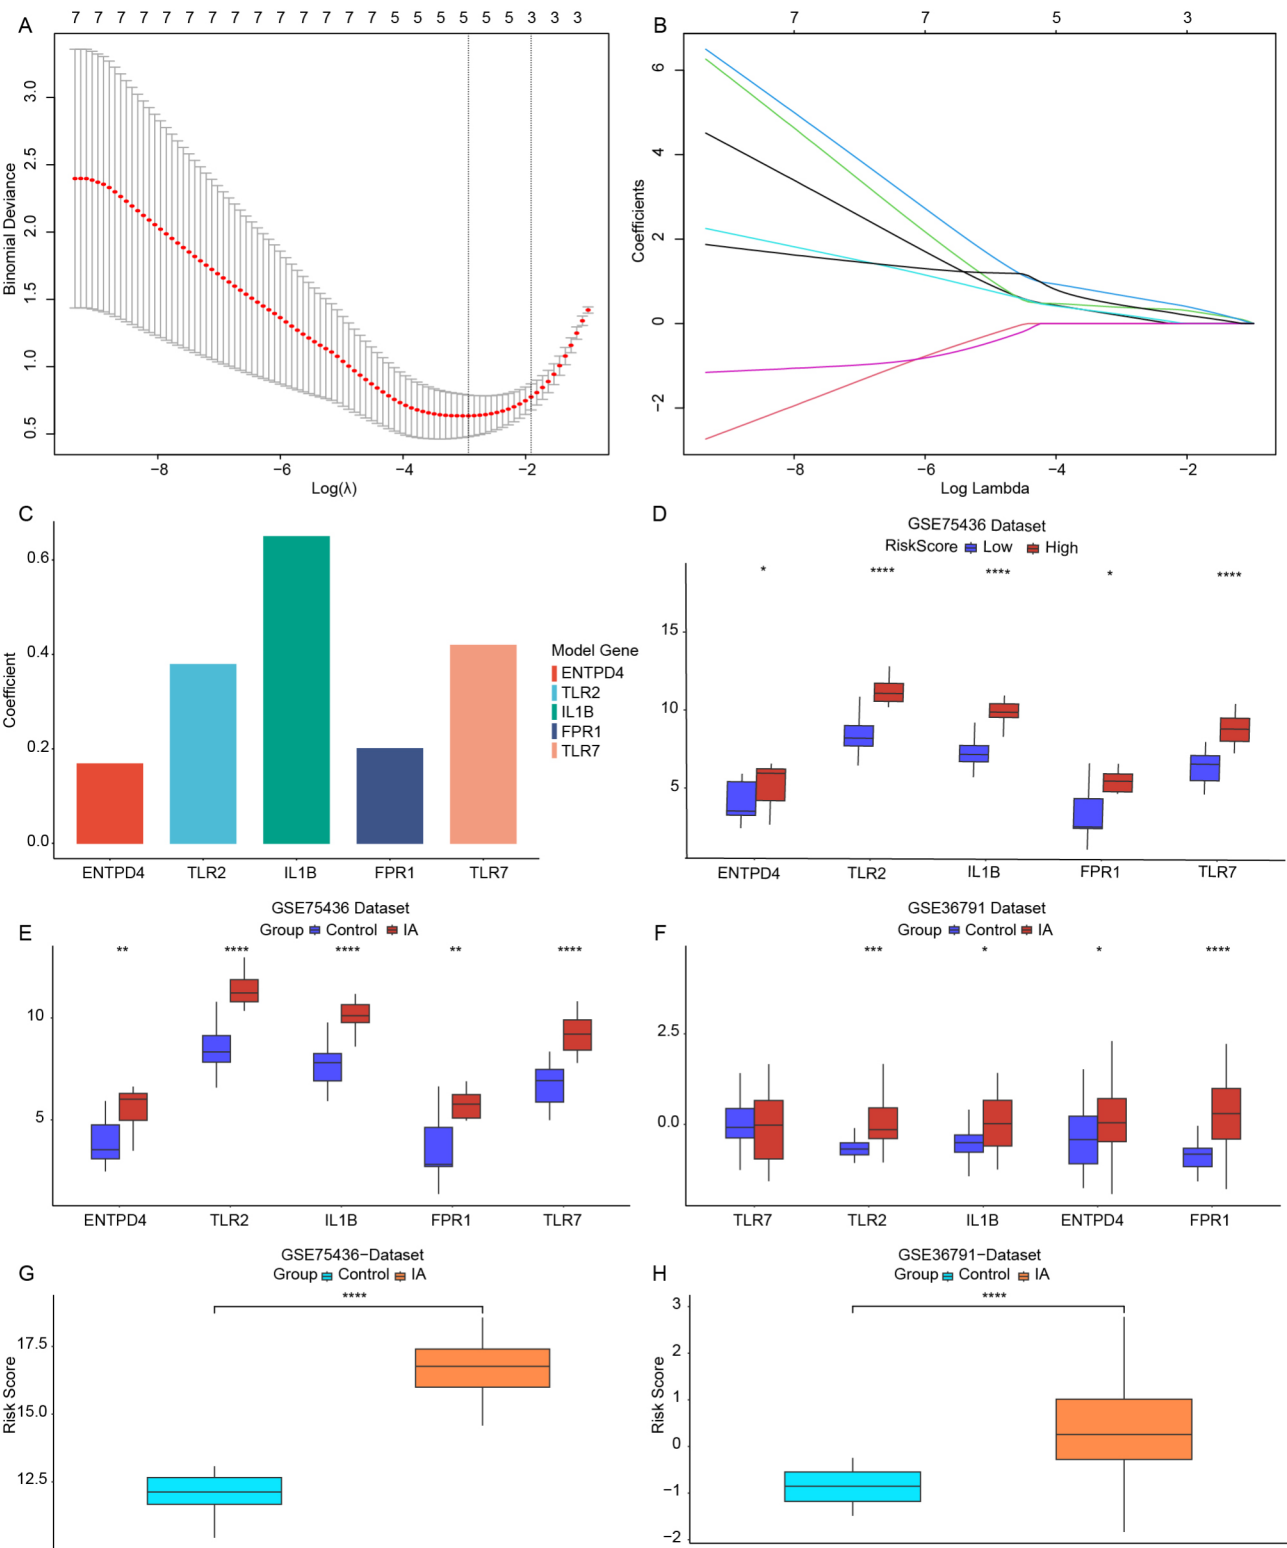 A
7 7 7 7 7 7 7 7 7 7 7 7 7 7 5 5 5 5 5 5 3 3 3
Binomial Deviance
3.0
2.5
2.0
1.5
1.0
0.5
−8 −6 −4 −2
Log(λ)
B
7 7 5 3
Coefficients
6
4
2
0
−2
−8 −6 −4 −2
Log Lambda
C
Coefficient
0.6
0.4
0.2
0.0
ENTPD4 TLR2 IL1B FPR1 TLR7
Model Gene
ENTPD4
TLR2
IL1B
FPR1
TLR7
D
GSE75436 Dataset
RiskScore Low High
* **** **** * ****
15
10
5
ENTPD4 TLR2 IL1B FPR1 TLR7
E
GSE75436 Dataset
Group Control IA
** **** **** ** ****
10
5
ENTPD4 TLR2 IL1B FPR1 TLR7
F
GSE36791 Dataset
Group Control IA
*** * * ****
2.5
0.0
TLR7 TLR2 IL1B ENTPD4 FPR1
G
GSE75436−Dataset
Group Control IA
****
Risk Score
17.5
15.0
12.5
H
GSE36791−Dataset
Group Control IA
****
Risk Score
3
2
1
0
−1
−2